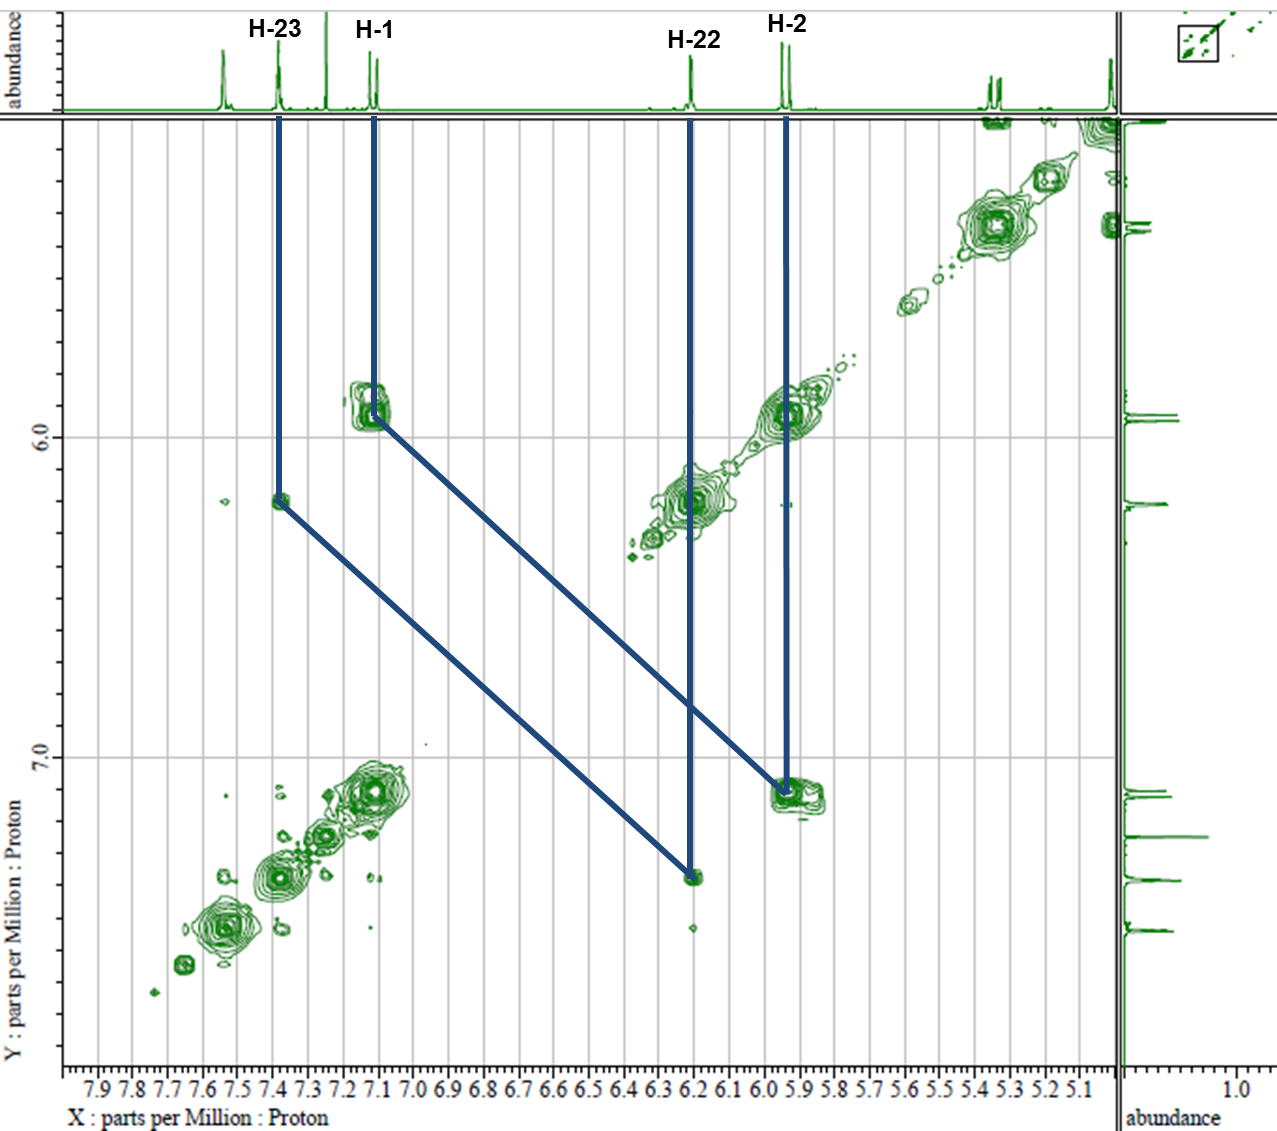 abundance
H-23
H-1
H-22
H-2
6.0
7.0
Y : parts per Million : Proton
7.9 7.8 7.7 7.6 7.5 7.4 7.3 7.2 7.1 7.0 6.9 6.8 6.7 6.6 6.5 6.4 6.3 6.2 6.1 6.0 5.9 5.8 5.7 5.6 5.5 5.4 5.3 5.2 5.1
1.0
X : parts per Million : Proton
abundance